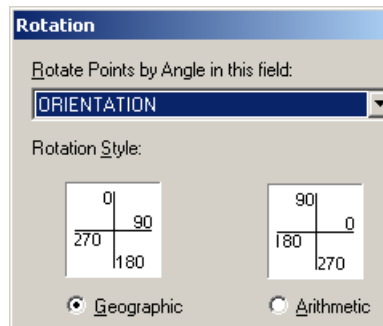 Rotation
Rotate Points by Angle in this field:
ORIENTATION
Rotation Style:
0 90
90 0
270 180
180 270
Geographic Arithmetic